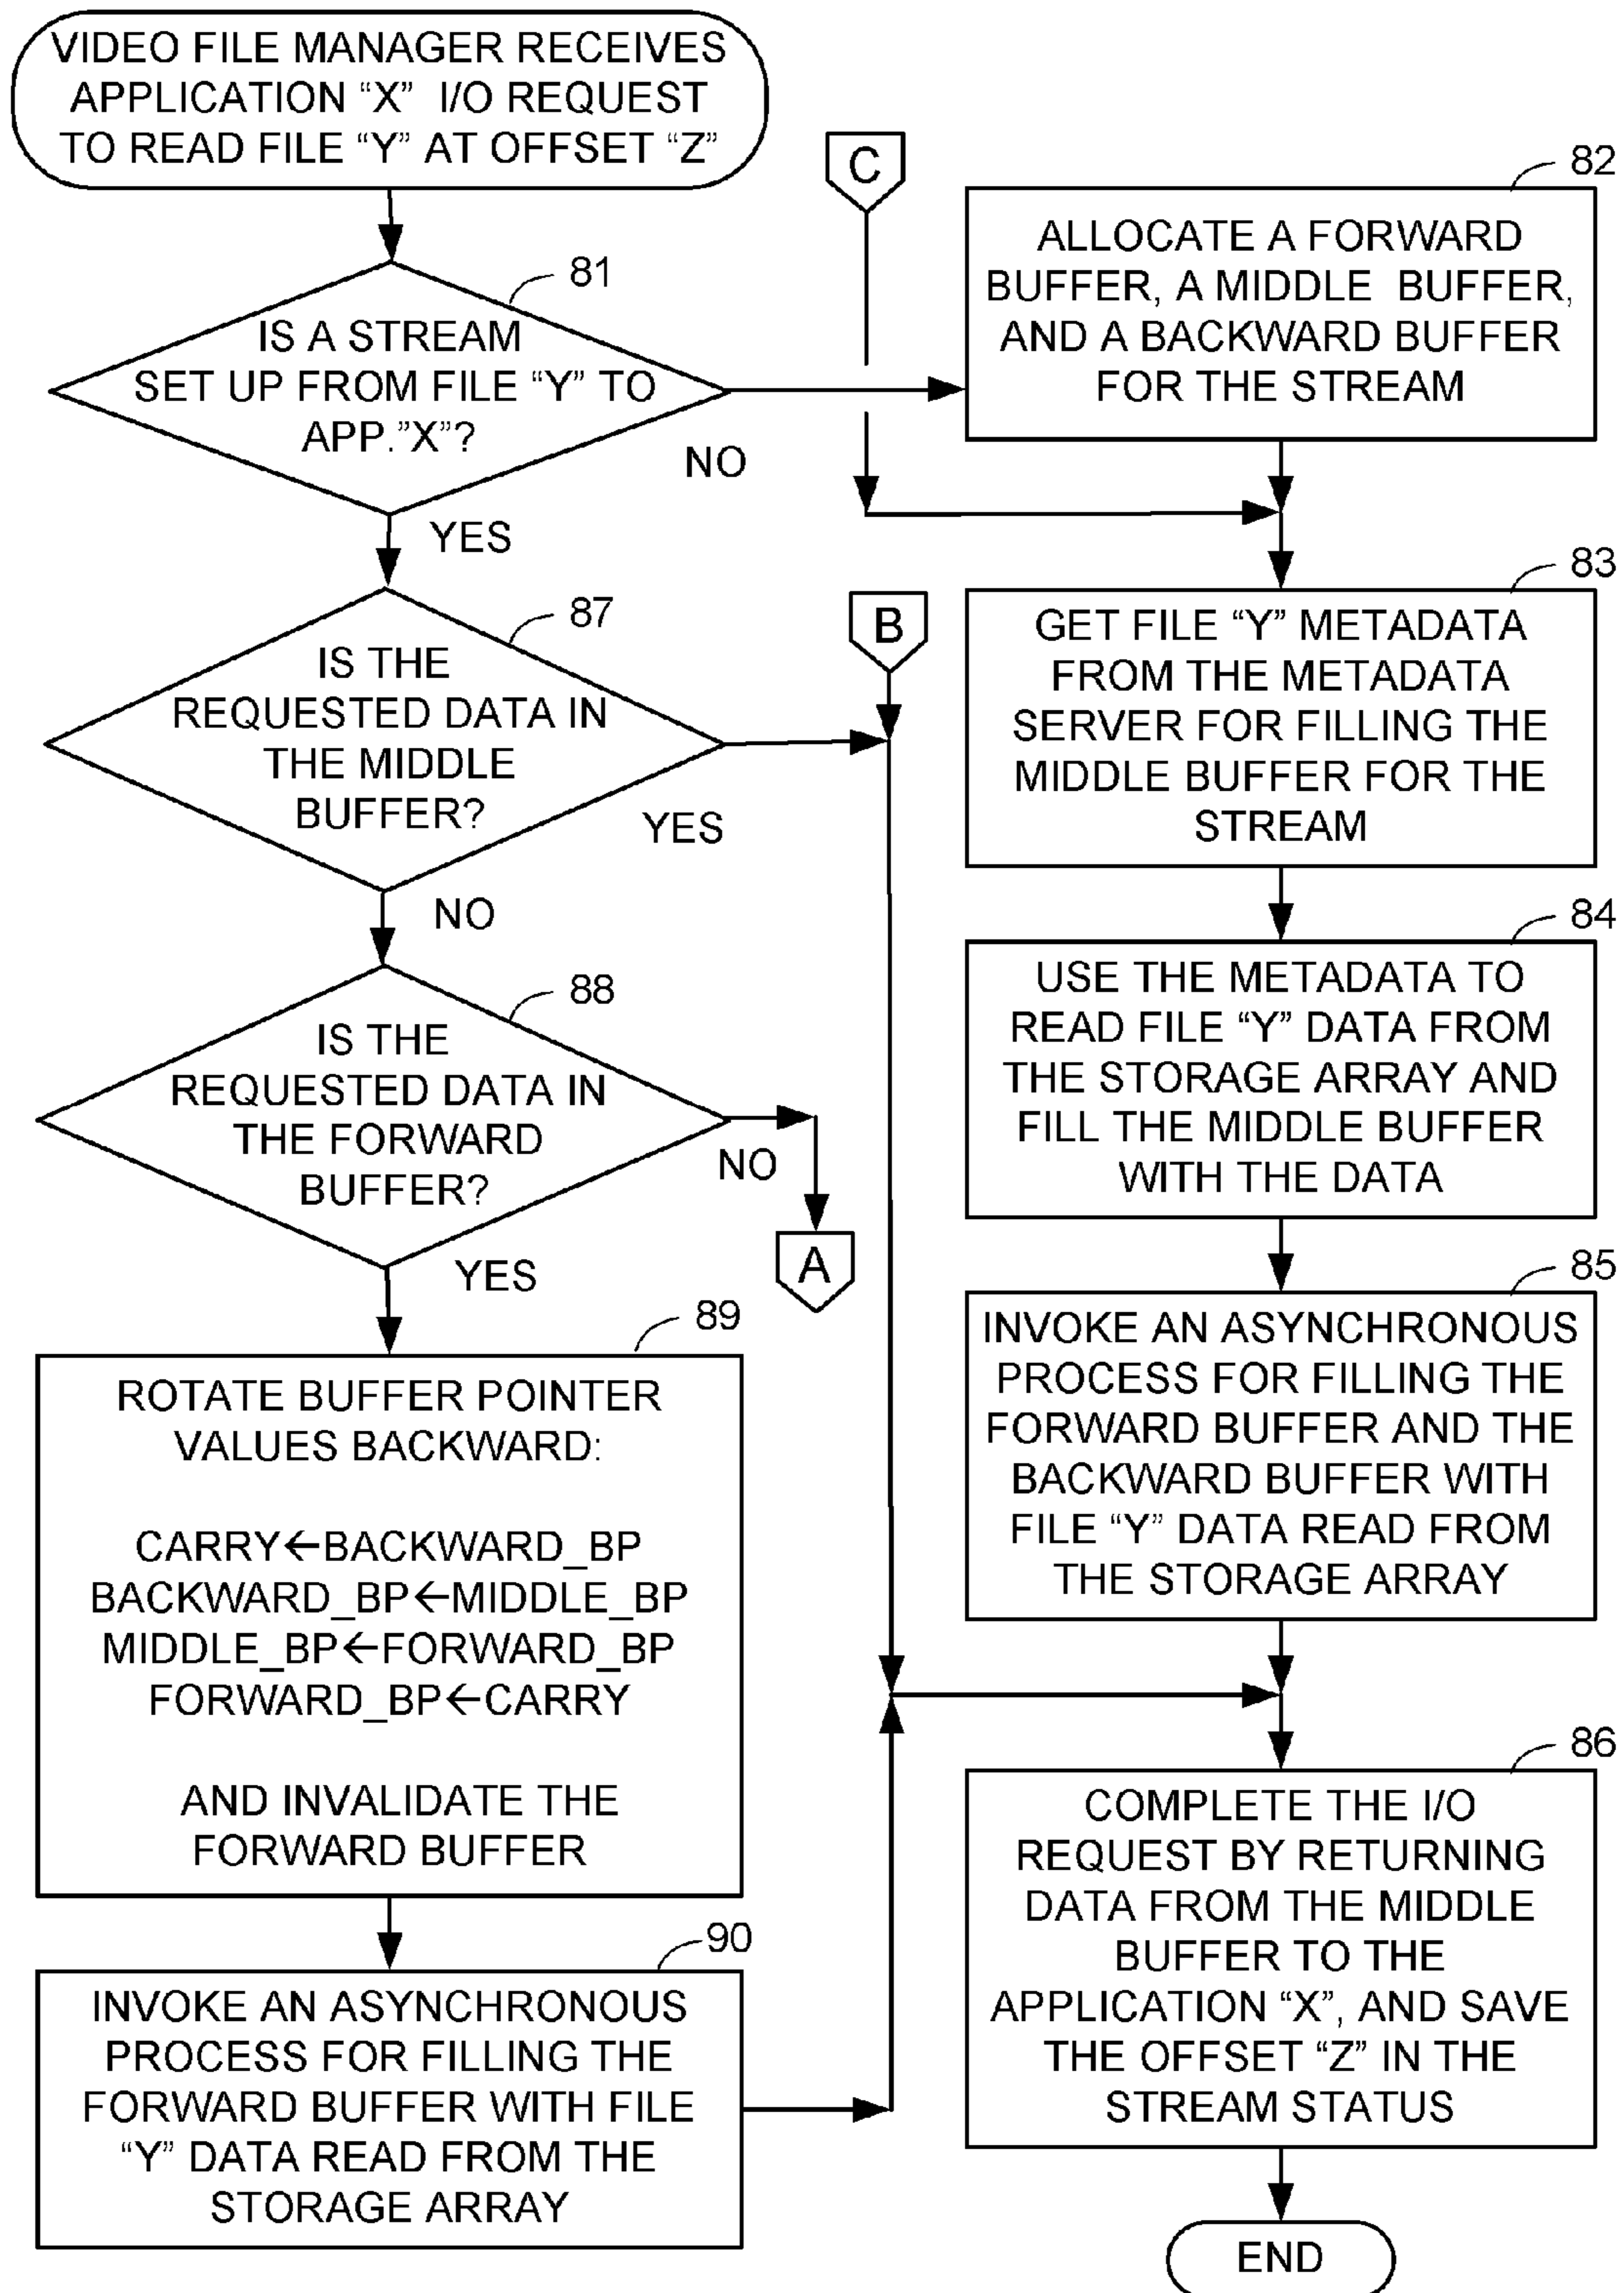 VIDEO FILE MANAGER RECEIVES
APPLICATION “X” I/O REQUEST
TO READ FILE “Y” AT OFFSET “Z”
81
IS A STREAM
SET UP FROM FILE “Y” TO
APP.”X”?
NO
YES
87
IS THE
REQUESTED DATA IN
THE MIDDLE
BUFFER?
YES
NO
88
IS THE
REQUESTED DATA IN
THE FORWARD
BUFFER?
NO
A
YES
89
ROTATE BUFFER POINTER
VALUES BACKWARD:
CARRY←BACKWARD_BP
BACKWARD_BP←MIDDLE_BP
MIDDLE_BP←FORWARD_BP
FORWARD_BP←CARRY
AND INVALIDATE THE
FORWARD BUFFER
90
INVOKE AN ASYNCHRONOUS
PROCESS FOR FILLING THE
FORWARD BUFFER WITH FILE
“Y” DATA READ FROM THE
STORAGE ARRAY
C
B
82
ALLOCATE A FORWARD
BUFFER, A MIDDLE BUFFER,
AND A BACKWARD BUFFER
FOR THE STREAM
83
GET FILE “Y” METADATA
FROM THE METADATA
SERVER FOR FILLING THE
MIDDLE BUFFER FOR THE
STREAM
84
USE THE METADATA TO
READ FILE “Y” DATA FROM
THE STORAGE ARRAY AND
FILL THE MIDDLE BUFFER
WITH THE DATA
85
INVOKE AN ASYNCHRONOUS
PROCESS FOR FILLING THE
FORWARD BUFFER AND THE
BACKWARD BUFFER WITH
FILE “Y” DATA READ FROM
THE STORAGE ARRAY
86
COMPLETE THE I/O
REQUEST BY RETURNING
DATA FROM THE MIDDLE
BUFFER TO THE
APPLICATION “X”, AND SAVE
THE OFFSET “Z” IN THE
STREAM STATUS
END